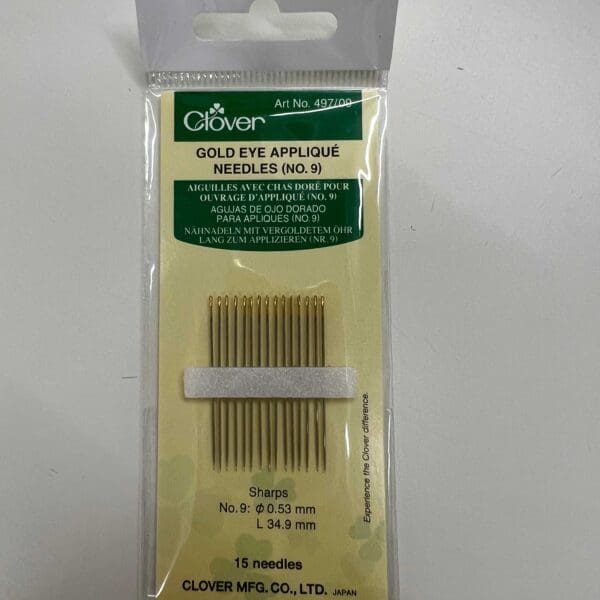 Art No. 497/09
Clover
GOLD EYE APPLIQUÉ
NEEDLES (NO. 9)
AIGUILLES AVEC CHAS DORÉ POUR
OUVRAGE D'APPLIQUÉ (NO. 9)
AGUJAS DE OJO DORADO
PARA APLIQUES (NO. 9)
NÄHNADELN MIT VERGOLDETEM ÖHR
LANG ZUM APPLIZIEREN (NR. 9)
Experience the Clover difference.
Sharps
No. 9: ϕ 0.53 mm
L 34.9 mm
15 needles
CLOVER MFG. CO., LTD. JAPAN